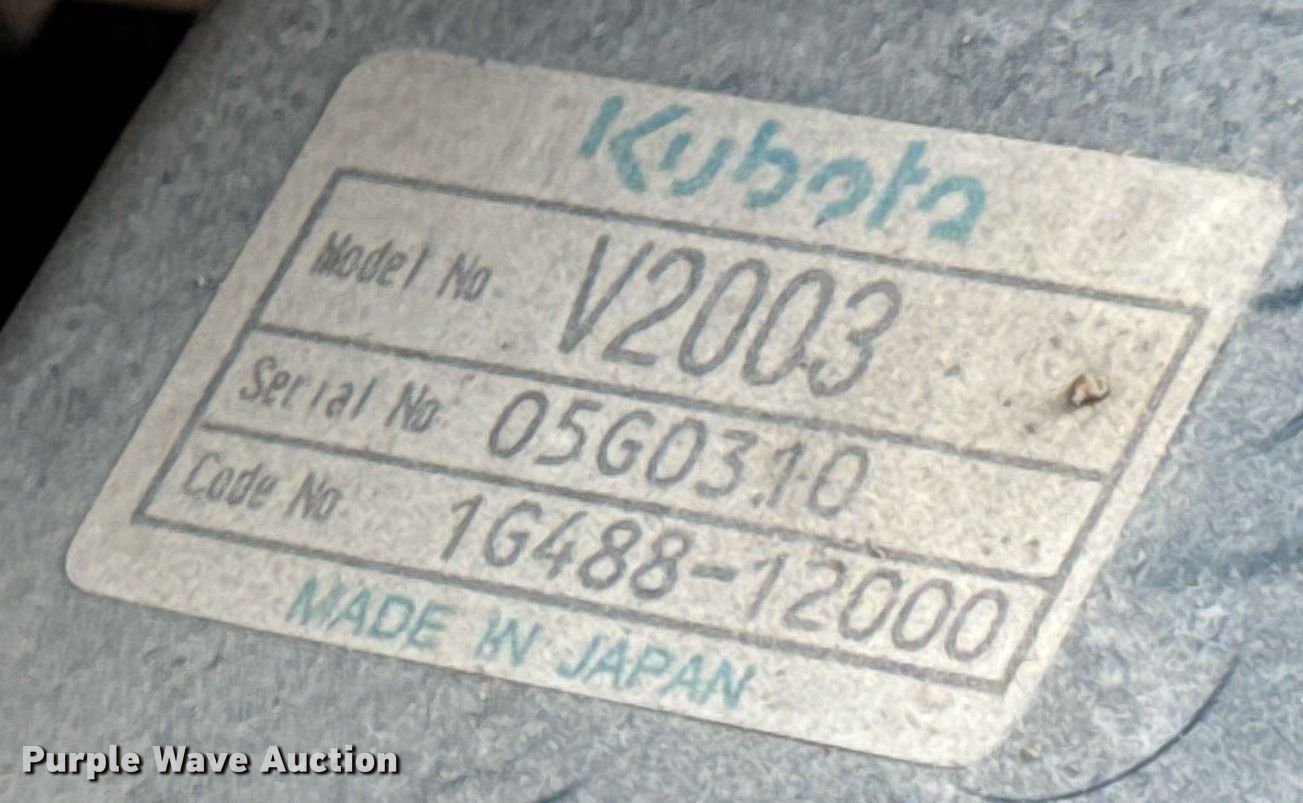 Kubota
Model No V2003
Serial No 05G0310
Code No 1G488-12000
MADE IN JAPAN
Purple Wave Auction